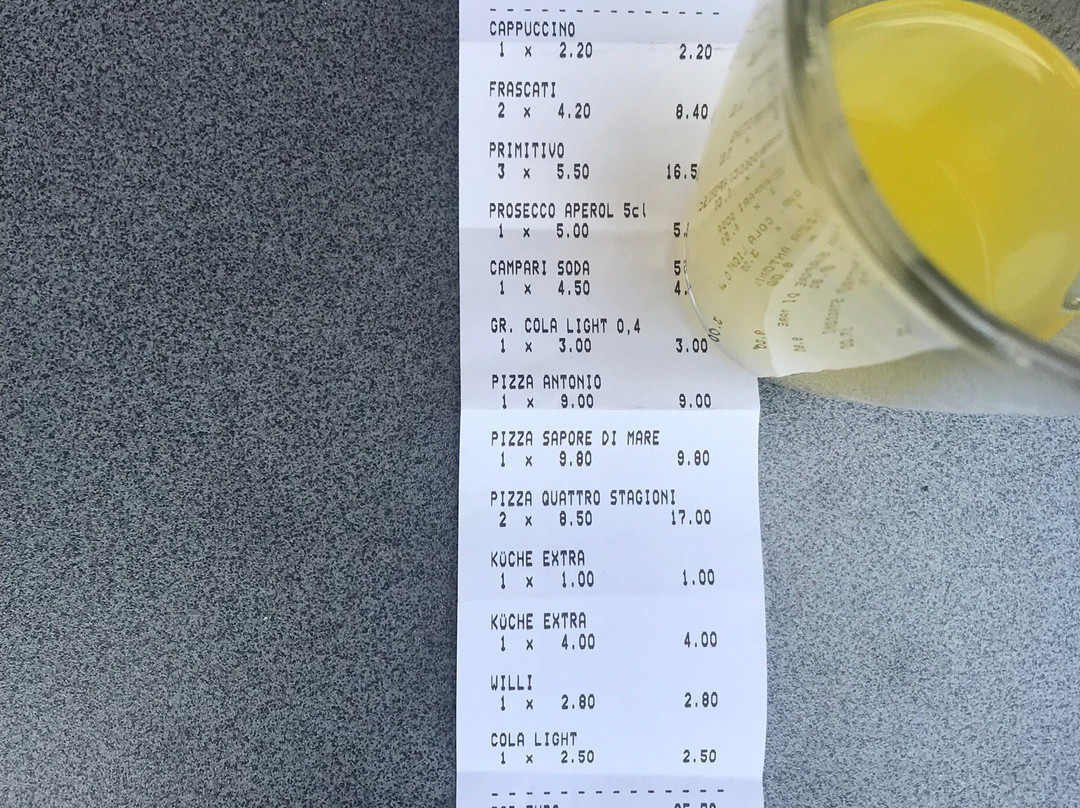 - - - - - - - - - - - - - -
CAPPUCCINO
1 x 2.20 2.20
FRASCATI
2 x 4.20 8.40
PRIMITIVO
3 x 5.50 16.5
PROSECCO APEROL 5cl
1 x 5.00 5.
CAMPARI SODA
1 x 4.50 4.
GR. COLA LIGHT 0,4
1 x 3.00 3.00
PIZZA ANTONIO
1 x 9.00 9.00
PIZZA SAPORE DI MARE
1 x 9.80 9.80
PIZZA QUATTRO STAGIONI
2 x 8.50 17.00
KÜCHE EXTRA
1 x 1.00 1.00
KÜCHE EXTRA
1 x 4.00 4.00
WILLI
1 x 2.80 2.80
COLA LIGHT
1 x 2.50 2.50
- - - - - - - - - - - - - -